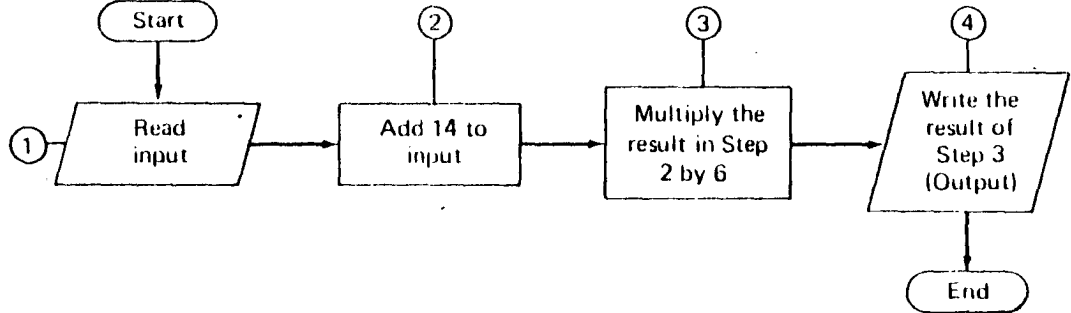 Start
1
Read
input
2
Add 14 to
input
3
Multiply the
result in Step
2 by 6
4
Write the
result of
Step 3
(Output)
End